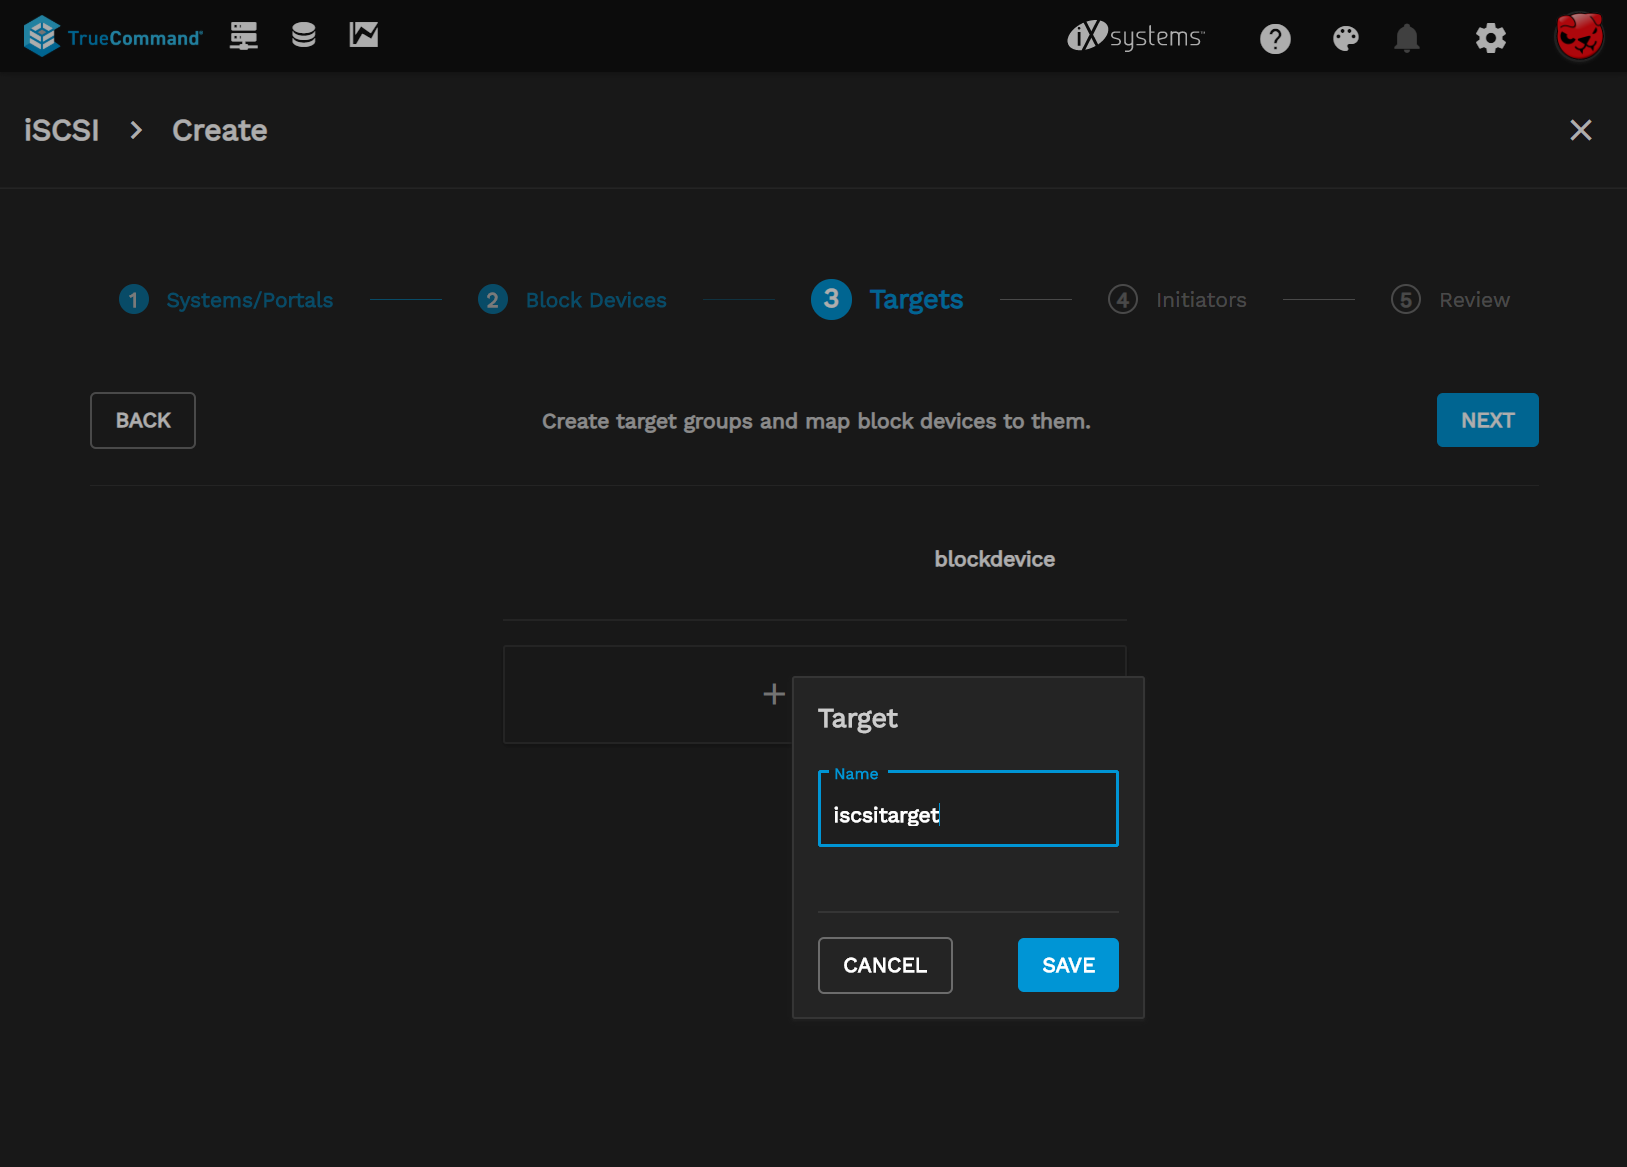 TrueCommand
iXsystems™
iSCSI > Create
1 Systems/Portals
2 Block Devices
3 Targets
4 Initiators
5 Review
BACK
Create target groups and map block devices to them.
NEXT
blockdevice
+
Target
Name
iscsitarget
CANCEL
SAVE